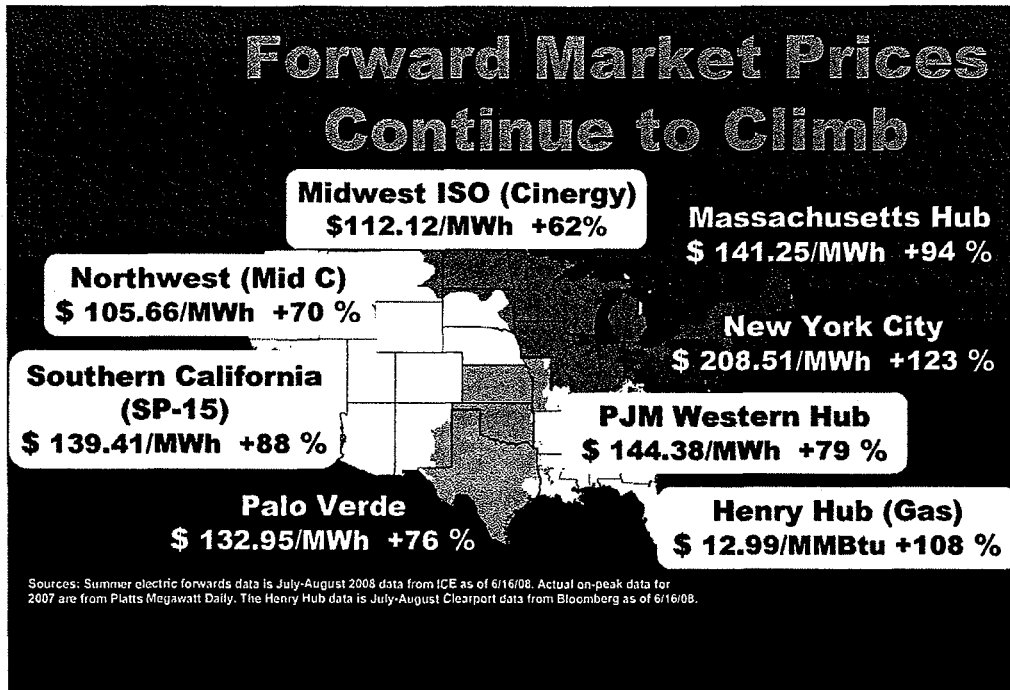 Forward Market Prices
Continue to Climb
Midwest ISO (Cinergy)
$112.12/MWh +62%
Massachusetts Hub
$ 141.25/MWh +94 %
Northwest (Mid C)
$ 105.66/MWh +70 %
New York City
$ 208.51/MWh +123 %
Southern California
(SP-15)
$ 139.41/MWh +88 %
PJM Western Hub
$ 144.38/MWh +79 %
Palo Verde
$ 132.95/MWh +76 %
Henry Hub (Gas)
$ 12.99/MMBtu +108 %
Sources: Summer electric forwards data is July-August 2008 data from ICE as of 6/16/08. Actual on-peak data for
2007 are from Platts Megawatt Daily. The Henry Hub data is July-August Clearport data from Bloomberg as of 6/16/08.